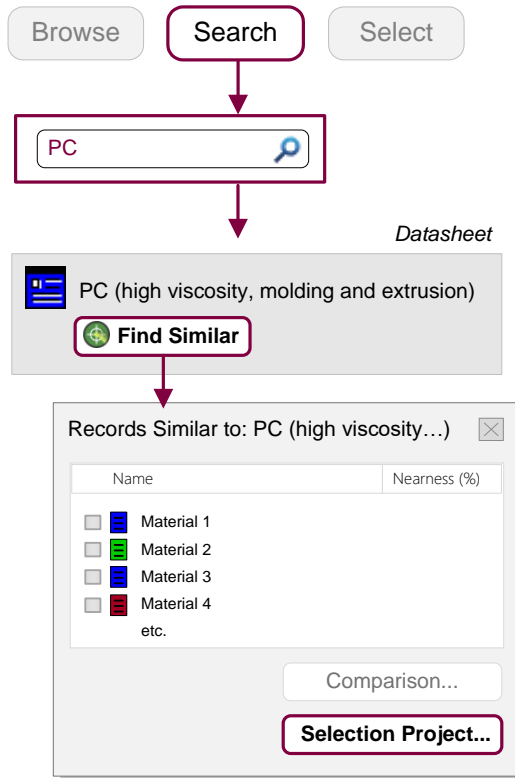 Browse
Search
Select
PC
Datasheet
PC (high viscosity, molding and extrusion)
Find Similar
Records Similar to: PC (high viscosity…)
Name
Nearness (%)
Material 1
Material 2
Material 3
Material 4
etc.
Comparison...
Selection Project...